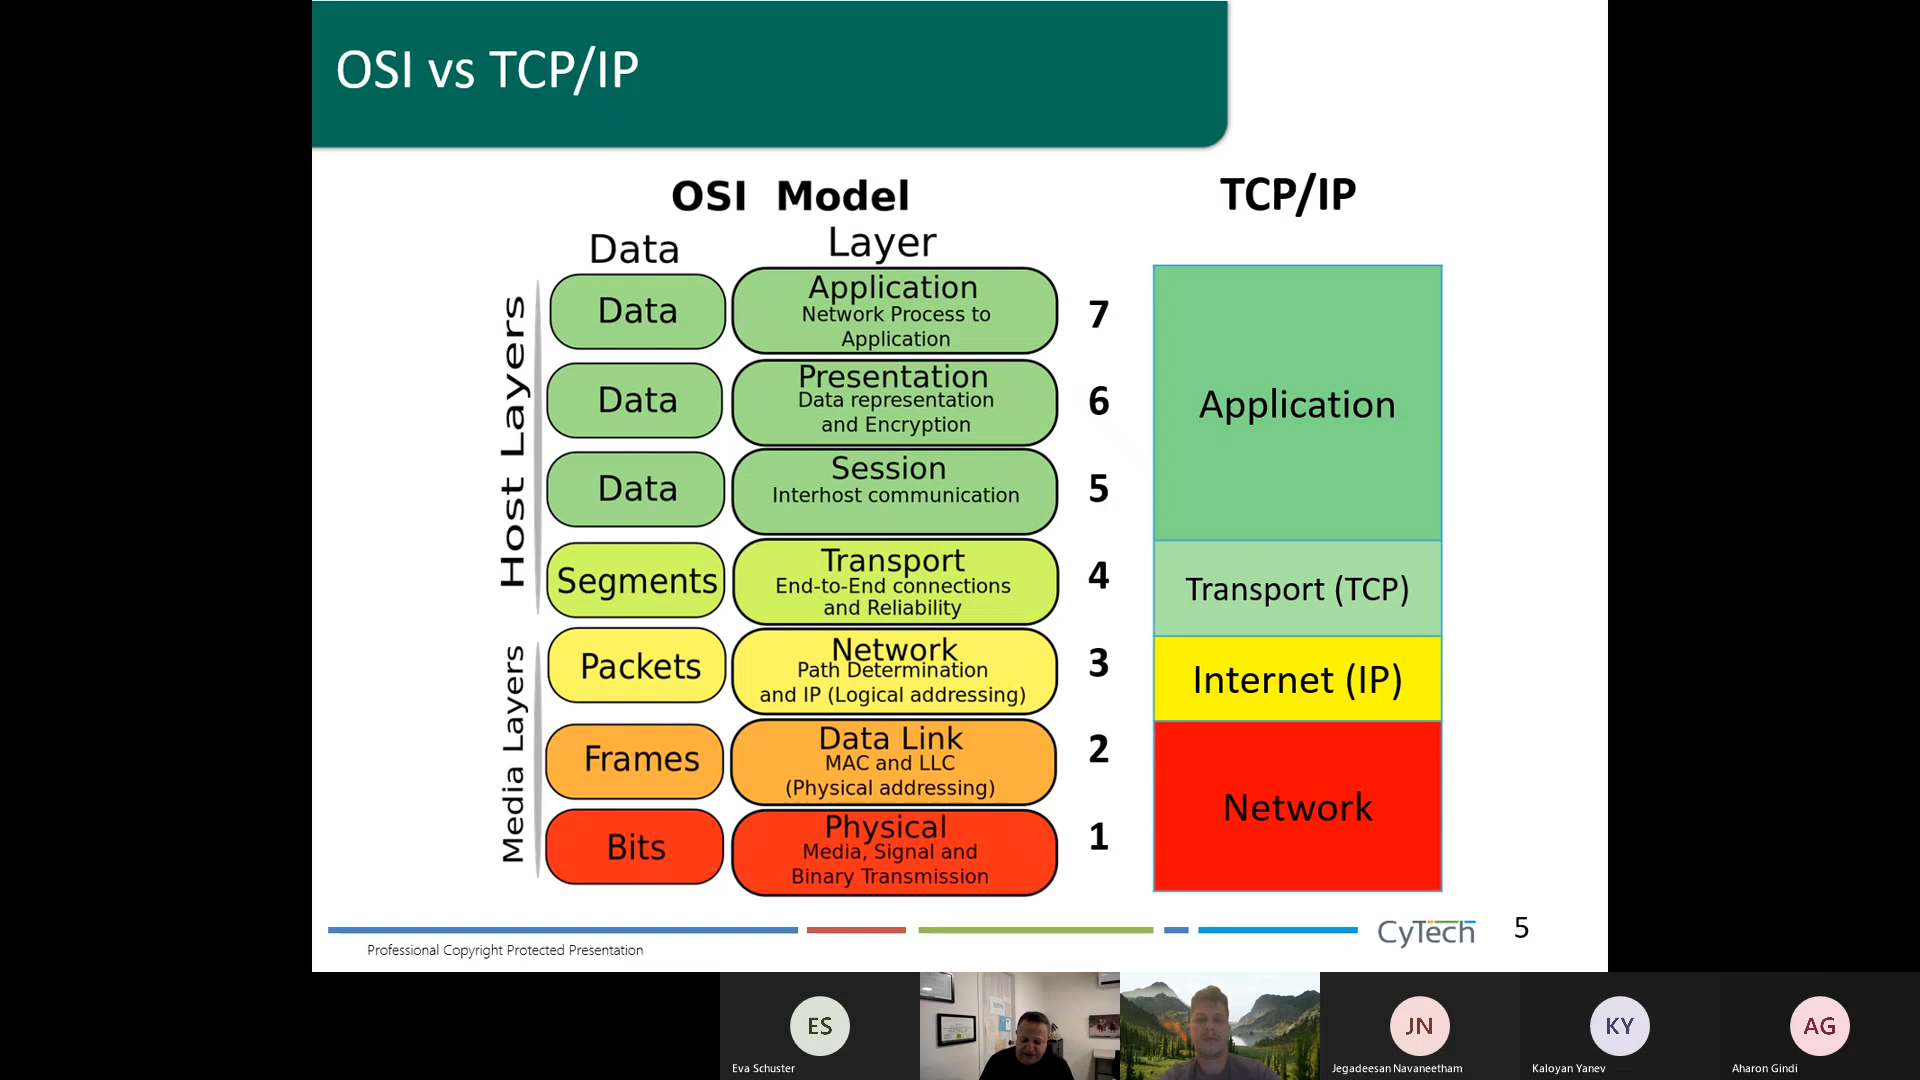 OSI vs TCP/IP
OSI Model
TCP/IP
Data
Layer
Host Layers
Data
Application
Network Process to
Application
7
Data
Presentation
Data representation
and Encryption
6
Application
Data
Session
Interhost communication
5
Segments
Transport
End-to-End connections
and Reliability
4
Transport (TCP)
Media Layers
Packets
Network
Path Determination
and IP (Logical addressing)
3
Internet (IP)
Frames
Data Link
MAC and LLC
(Physical addressing)
2
Bits
Physical
Media, Signal and
Binary Transmission
1
Network
CyTech
5
Professional Copyright Protected Presentation
ES
JN
KY
AG
Eva Schuster
Jegadeesan Navaneetham
Kaloyan Yanev
Aharon Gindi